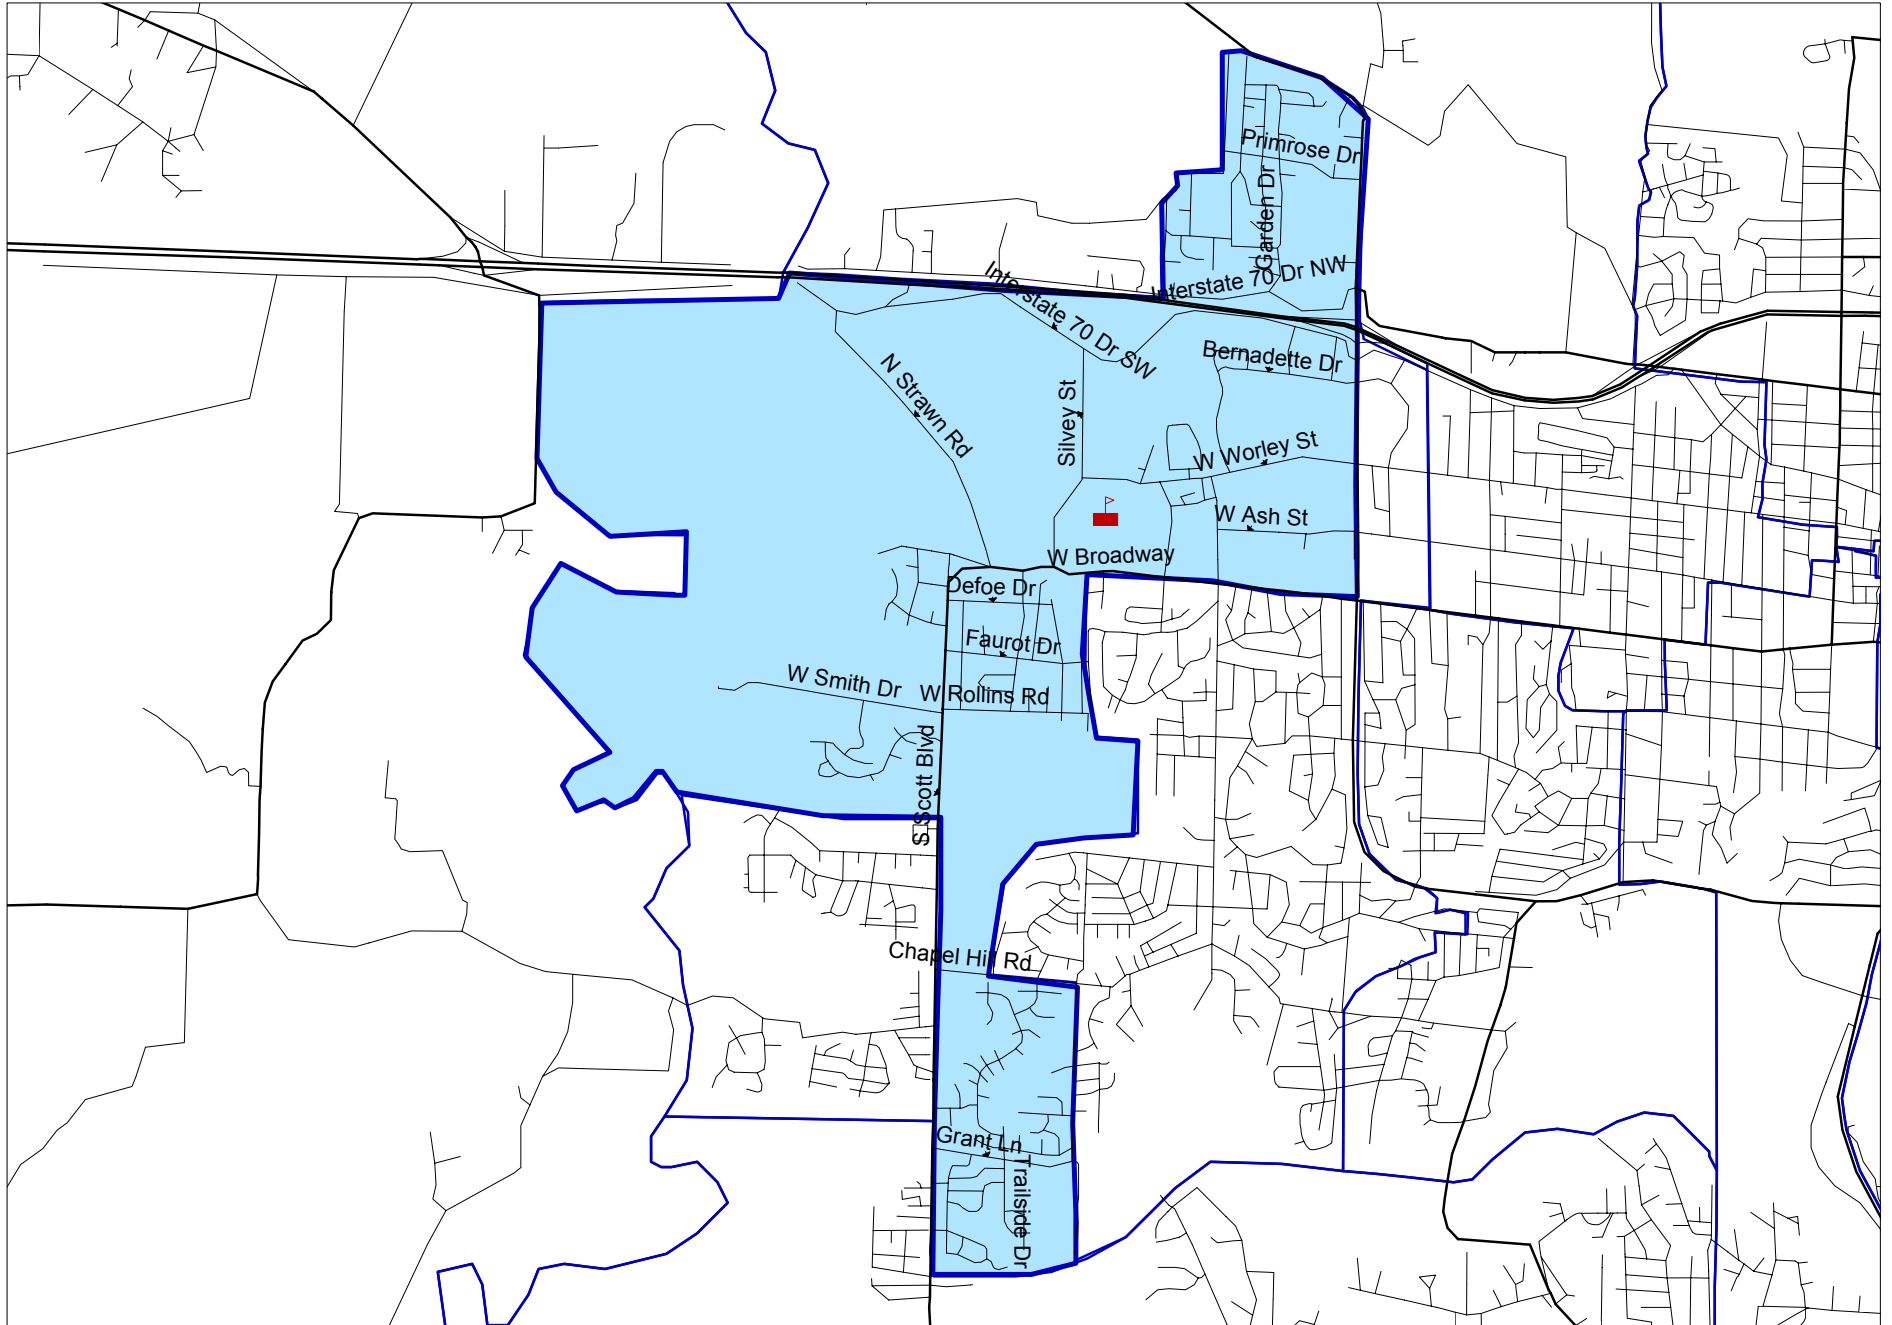 Primrose Dr
Garden Dr
Interstate 70 Dr NW
Interstate 70 Dr SW
Bernadette Dr
N Strawn Rd
Silvey St
W Worley St
W Ash St
W Broadway
Defoe Dr
Faurot Dr
W Smith Dr
W Rollins Rd
S Scott Blvd
Chapel Hill Rd
Grant Ln
Trailside Dr